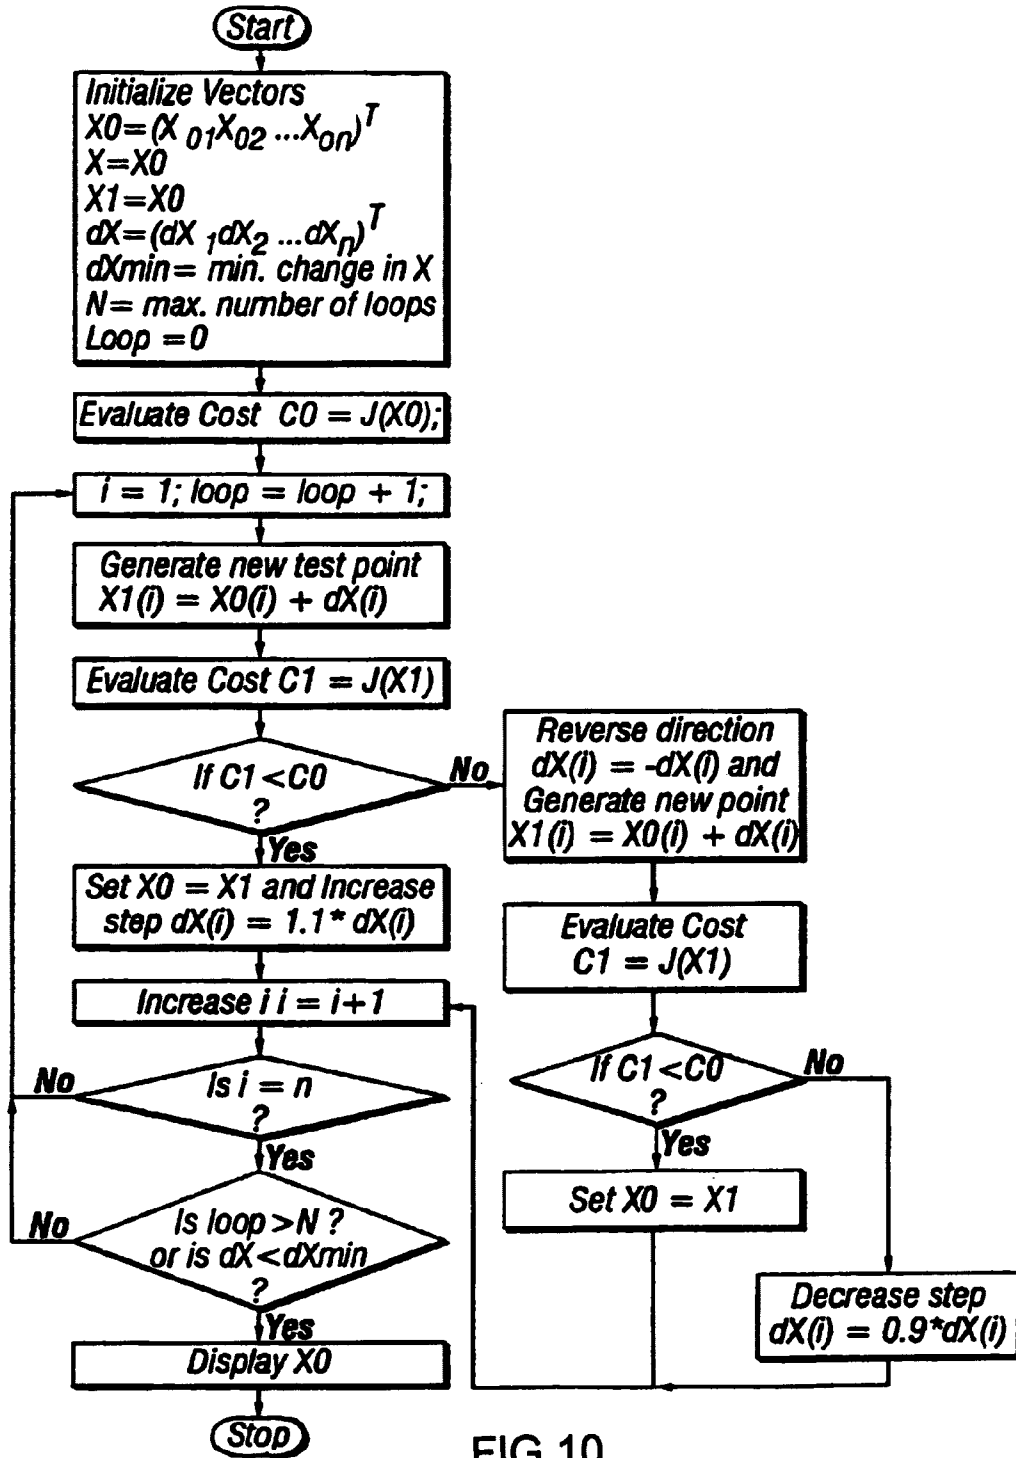 Start
Initialize Vectors
X0=(X 01X02 ...Xon)T
X=X0
X1=X0
dX=(dX 1dX2 ...dXn)T
dXmin= min. change in X
N= max. number of loops
Loop =0
Evaluate Cost C0 = J(X0);
i = 1; loop = loop + 1;
Generate new test point
X1(i) = X0(i) + dX(i)
Evaluate Cost C1 = J(X1)
If C1<C0
?
No
Yes
Reverse direction
dX(i) = -dX(i) and
Generate new point
X1(i) = X0(i) + dX(i)
Set X0 = X1 and Increase
step dX(i) = 1.1* dX(i)
Evaluate Cost
C1 = J(X1)
Increase i i = i+1
If C1<C0
?
No
Yes
Is i = n
?
No
Yes
Set X0 = X1
Is loop>N ?
or is dX<dXmin
?
No
Yes
Decrease step
dX(i) = 0.9*dX(i)
Display X0
Stop
FIG.10